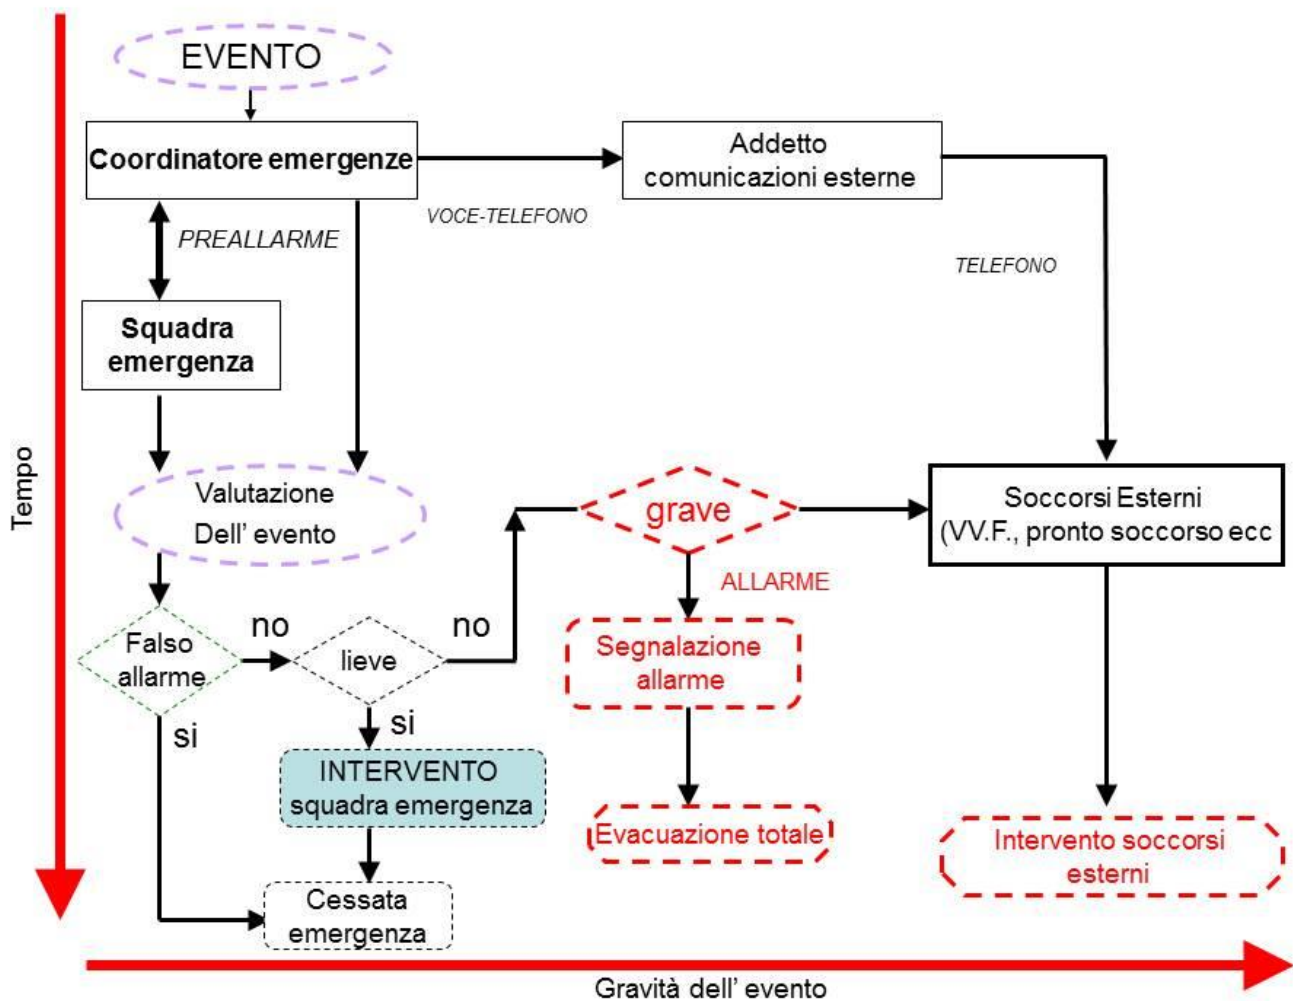 EVENTO
Coordinatore emergenze
Addetto
comunicazioni esterne
VOCE-TELEFONO
PREALLARME
TELEFONO
Squadra
emergenza
Tempo
Valutazione
Dell' evento
grave
Soccorsi Esterni
(VV.F., pronto soccorso ecc
ALLARME
Falso
allarme
no
lieve
no
Segnalazione
allarme
si
si
INTERVENTO
squadra emergenza
Evacuazione totale
Intervento soccorsi
esterni
Cessata
emergenza
Gravità dell' evento